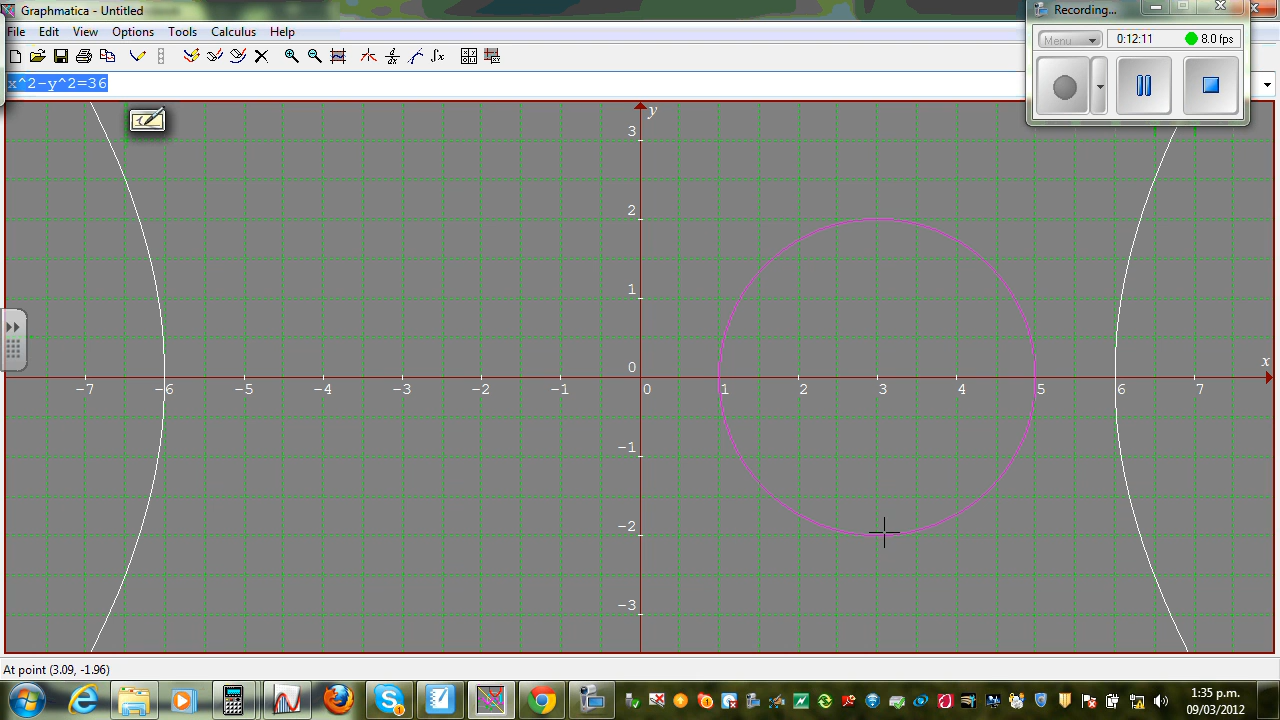 Graphmatica - Untitled
Recording...
File Edit View Options Tools Calculus Help
Menu 0:12:11 8.0 fps
x^2-y^2=36
y
3
2
1
0
x
-7 -6 -5 -4 -3 -2 -1 0 1 2 3 4 5 6 7
-1
-2
-3
At point (3.09, -1.96)
1:35 p.m.
09/03/2012